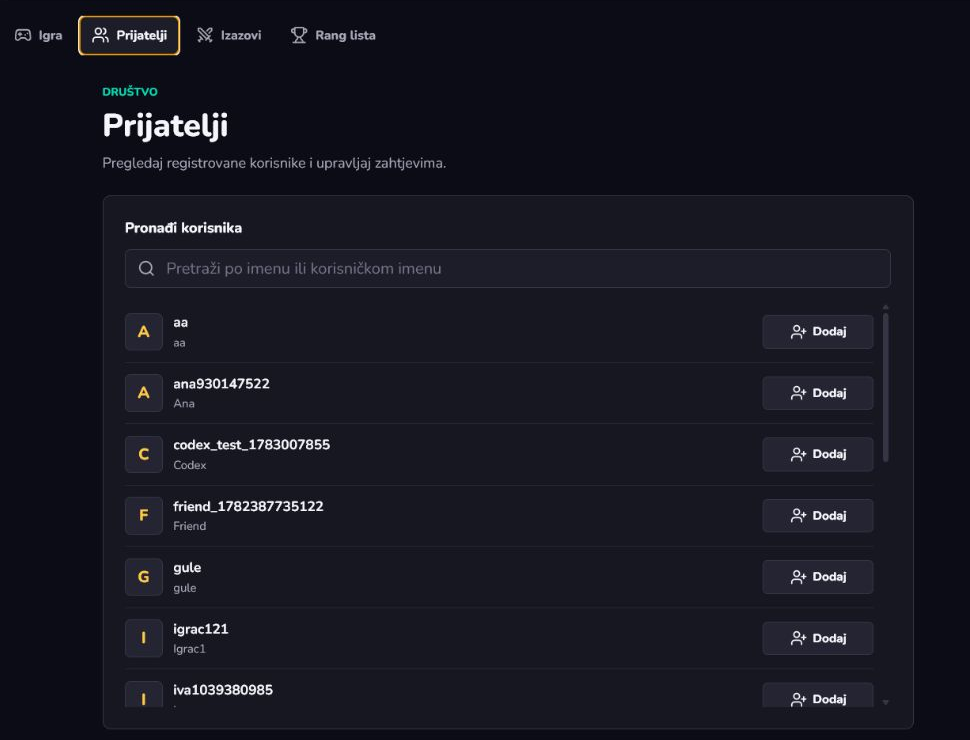 Igra Prijatelji Izazovi Rang lista
DRUŠTVO
Prijatelji
Pregledaj registrovane korisnike i upravljaj zahtjevima.
Pronađi korisnika
Pretraži po imenu ili korisničkom imenu
A aa Dodaj
aa
A ana930147522 Dodaj
Ana
C codex_test_1783007855 Dodaj
Codex
F friend_1782387735122 Dodaj
Friend
G gule Dodaj
gule
I igrac121 Dodaj
Igrac1
I iva1039380985 Dodaj